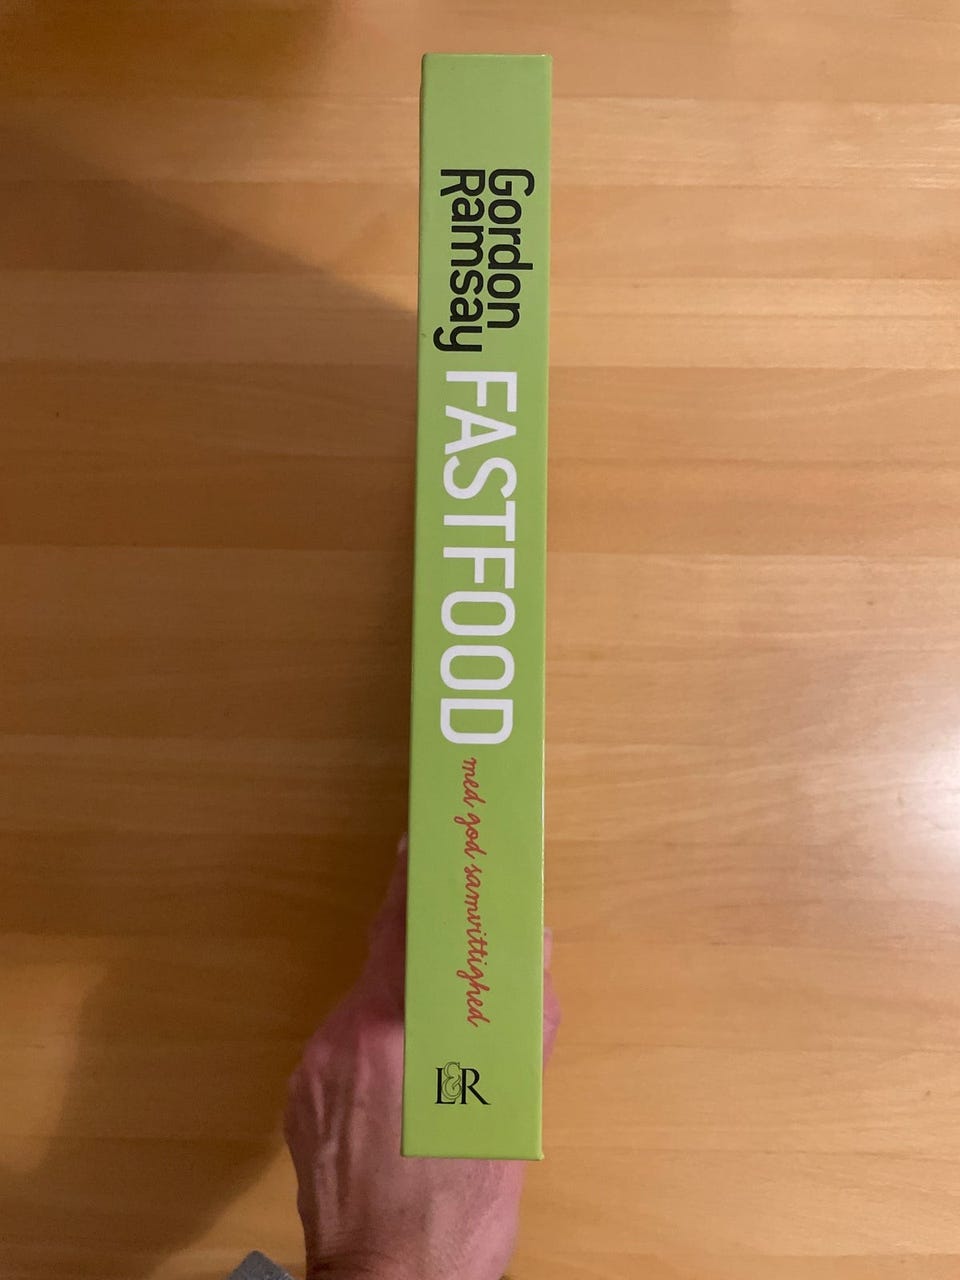 Gordon
Ramsay
FASTFOOD
med god samvittighed
L&R